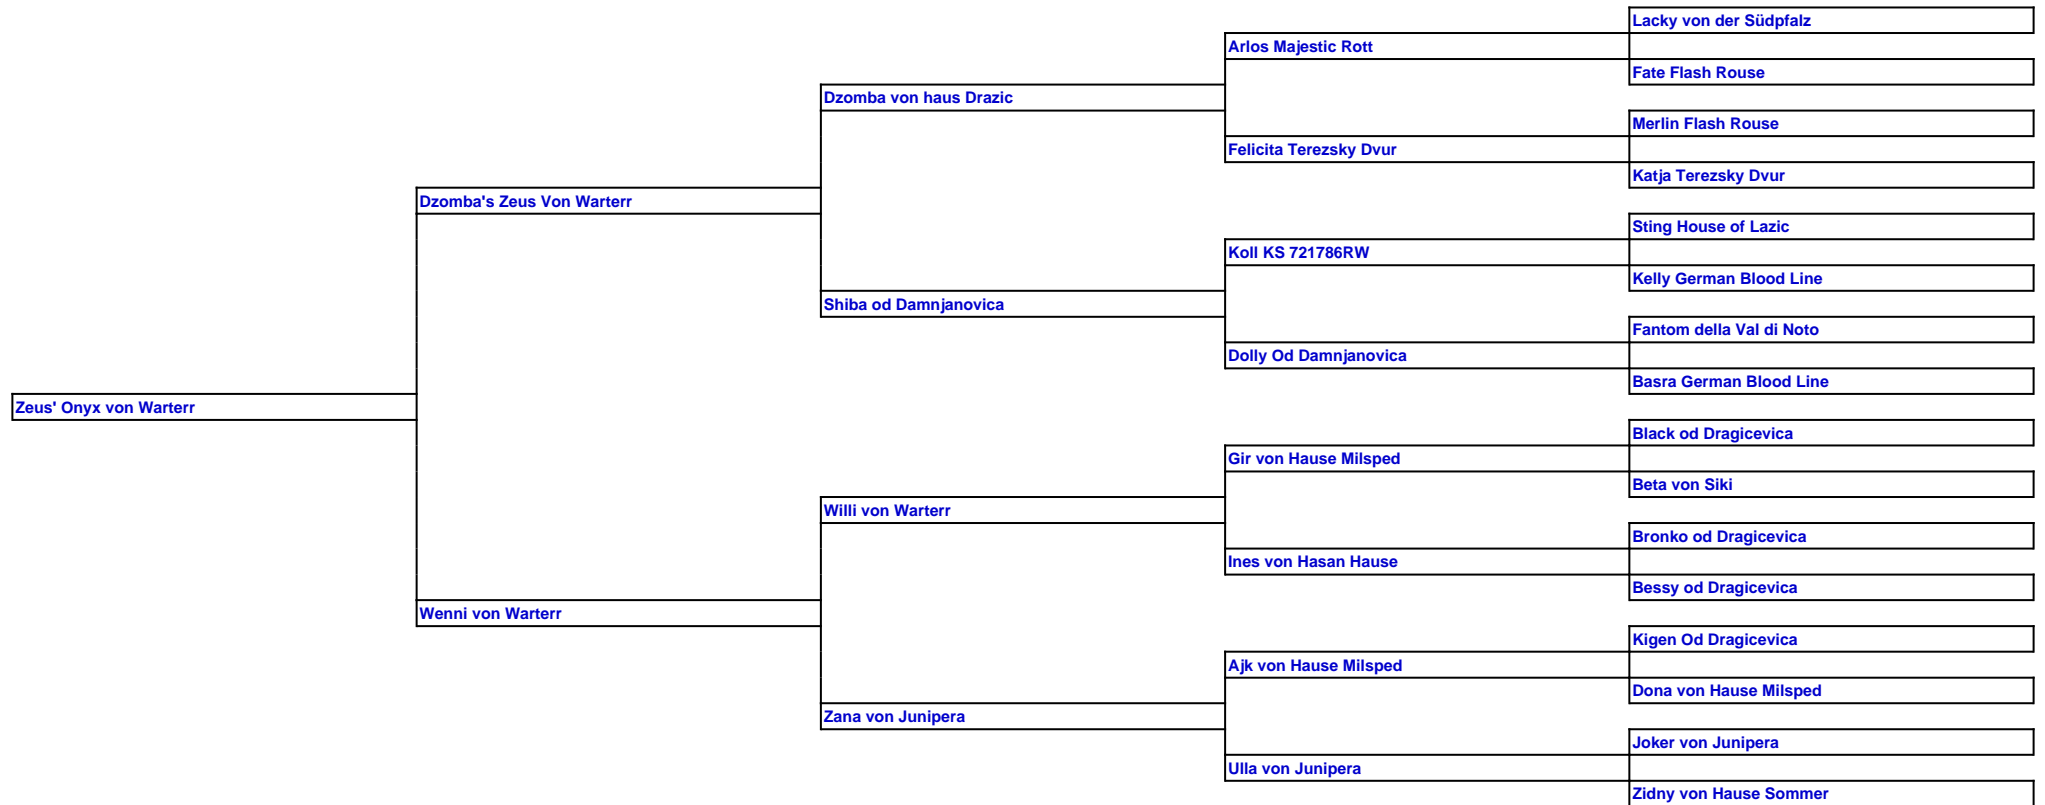 Lacky von der Südpfalz
Arlos Majestic Rott
Fate Flash Rouse
Dzomba von haus Drazic
Merlin Flash Rouse
Felicita Terezsky Dvur
Katja Terezsky Dvur
Dzomba's Zeus Von Warterr
Sting House of Lazic
Koll KS 721786RW
Kelly German Blood Line
Shiba od Damnjanovica
Fantom della Val di Noto
Dolly Od Damnjanovica
Basra German Blood Line
Zeus' Onyx von Warterr
Black od Dragicevica
Gir von Hause Milsped
Beta von Siki
Willi von Warterr
Bronko od Dragicevica
Ines von Hasan Hause
Bessy od Dragicevica
Wenni von Warterr
Kigen Od Dragicevica
Ajk von Hause Milsped
Dona von Hause Milsped
Zana von Junipera
Joker von Junipera
Ulla von Junipera
Zidny von Hause Sommer